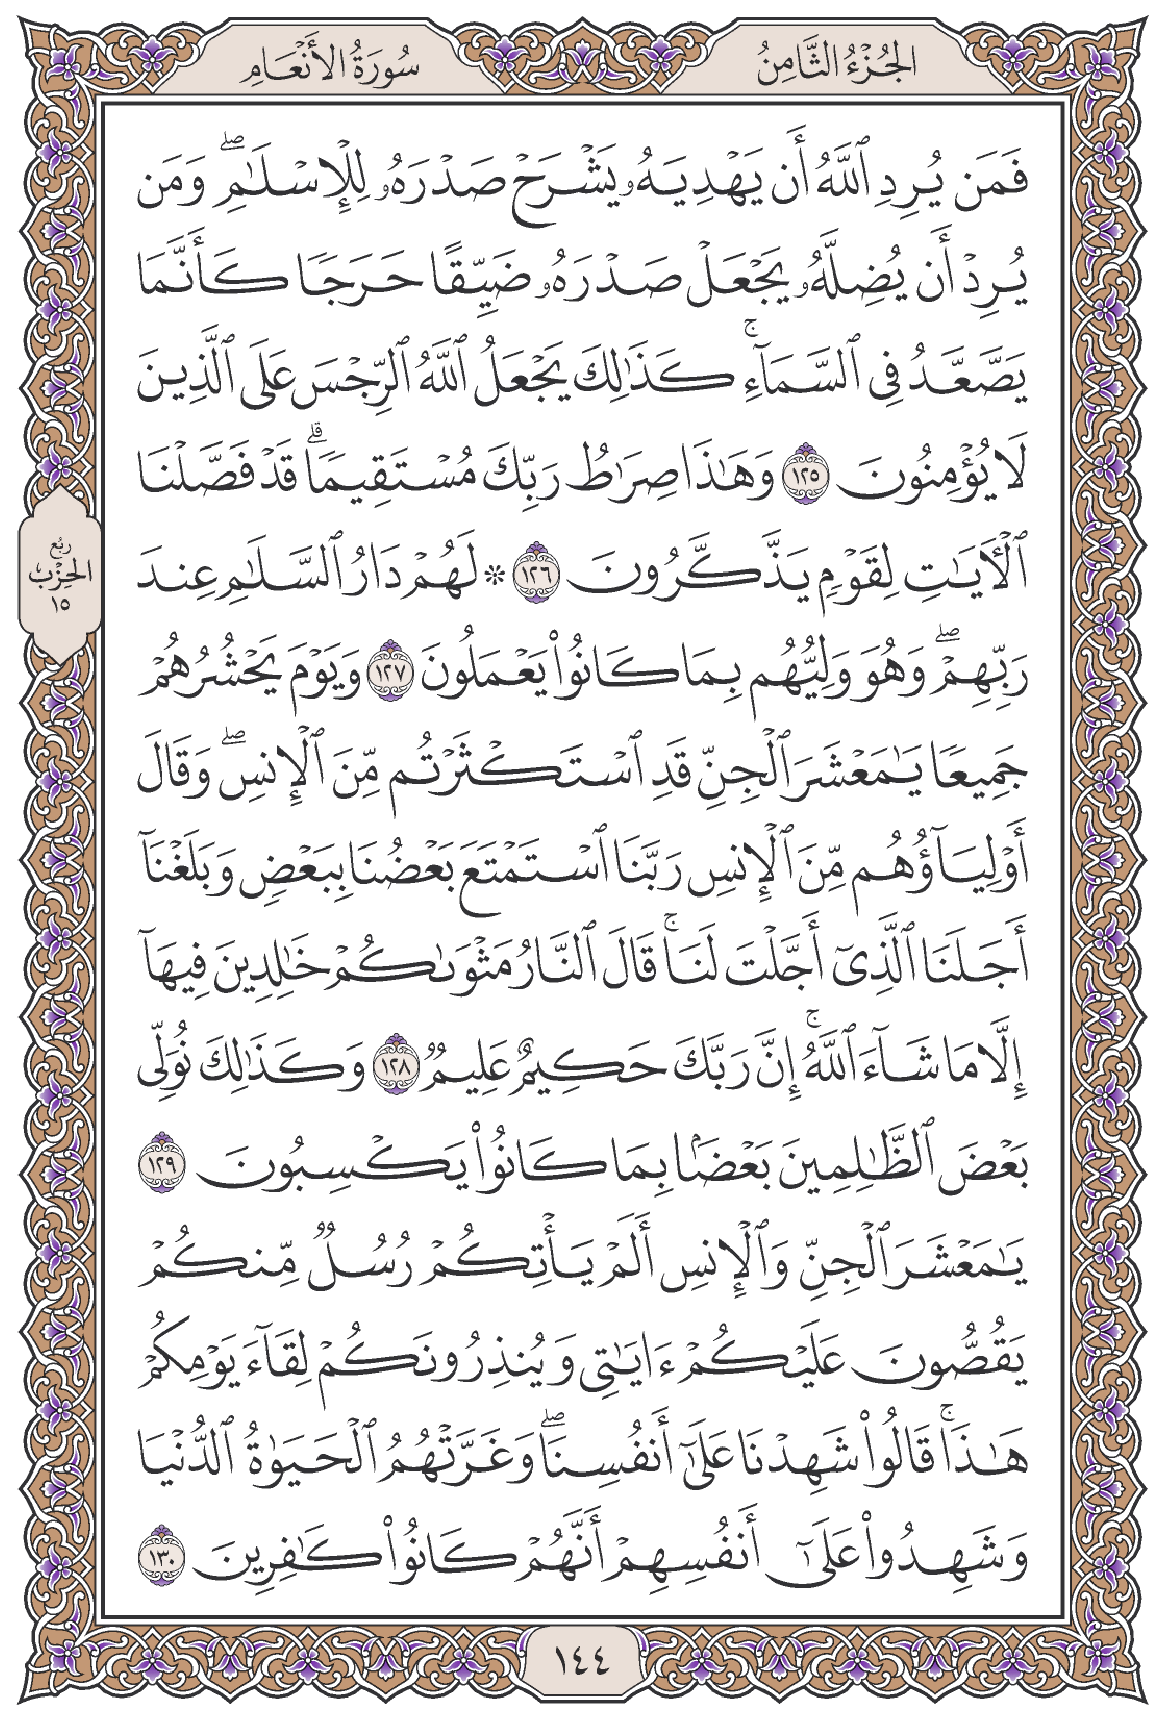 الجُزْءُ الثَّامِنُ
سُورَةُ الأَنْعَامِ
فَمَن يُرِدِ ٱللَّهُ أَن يَهْدِيَهُۥ يَشْرَحْ صَدْرَهُۥ لِلْإِسْلَٰمِۖ وَمَن
يُرِدْ أَن يُضِلَّهُۥ يَجْعَلْ صَدْرَهُۥ ضَيِّقًا حَرَجًا كَأَنَّمَا
يَصَّعَّدُ فِى ٱلسَّمَآءِۚ كَذَٰلِكَ يَجْعَلُ ٱللَّهُ ٱلرِّجْسَ عَلَى ٱلَّذِينَ
لَا يُؤْمِنُونَ ١٢٥ وَهَٰذَا صِرَٰطُ رَبِّكَ مُسْتَقِيمًاۗ قَدْ فَصَّلْنَا
ٱلْءَايَٰتِ لِقَوْمٍ يَذَّكَّرُونَ ١٢٦ ۞ لَهُمْ دَارُ ٱلسَّلَٰمِ عِندَ
رَبِّهِمْۖ وَهُوَ وَلِيُّهُم بِمَا كَانُوا۟ يَعْمَلُونَ ١٢٧ وَيَوْمَ يَحْشُرُهُمْ
جَمِيعًا يَٰمَعْشَرَ ٱلْجِنِّ قَدِ ٱسْتَكْثَرْتُم مِّنَ ٱلْإِنسِۖ وَقَالَ
أَوْلِيَآؤُهُم مِّنَ ٱلْإِنسِ رَبَّنَا ٱسْتَمْتَعَ بَعْضُنَا بِبَعْضٍ وَبَلَغْنَآ
أَجَلَنَا ٱلَّذِىٓ أَجَّلْتَ لَنَاۚ قَالَ ٱلنَّارُ مَثْوَىٰكُمْ خَٰلِدِينَ فِيهَآ
إِلَّا مَا شَآءَ ٱللَّهُۚ إِنَّ رَبَّكَ حَكِيمٌ عَلِيمٌ ١٢٨ وَكَذَٰلِكَ نُوَلِّى
بَعْضَ ٱلظَّٰلِمِينَ بَعْضًۢا بِمَا كَانُوا۟ يَكْسِبُونَ ١٢٩
يَٰمَعْشَرَ ٱلْجِنِّ وَٱلْإِنسِ أَلَمْ يَأْتِكُمْ رُسُلٌ مِّنكُمْ
يَقُصُّونَ عَلَيْكُمْ ءَايَٰتِى وَيُنذِرُونَكُمْ لِقَآءَ يَوْمِكُمْ
هَٰذَاۚ قَالُوا۟ شَهِدْنَا عَلَىٰٓ أَنفُسِنَاۖ وَغَرَّتْهُمُ ٱلْحَيَوٰةُ ٱلدُّنْيَا
وَشَهِدُوا۟ عَلَىٰٓ أَنفُسِهِمْ أَنَّهُمْ كَانُوا۟ كَٰفِرِينَ ١٣٠
رُبْعُ
الحِزْبِ
١٥
١٤٤